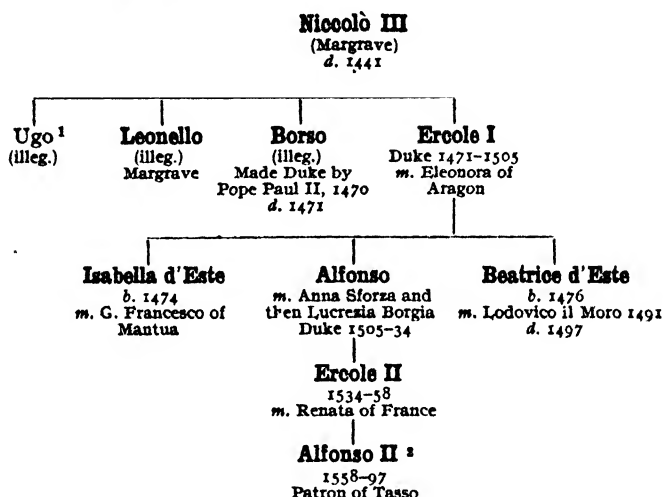 Niccolò III
(Margrave)
d. 1441
Ugo ¹
(illeg.)
Leonello
(illeg.)
Margrave
Borso
(illeg.)
Made Duke by
Pope Paul II, 1470
d. 1471
Ercole I
Duke 1471-1505
m. Eleonora of
Aragon
Isabella d'Este
b. 1474
m. G. Francesco of
Mantua
Alfonso
m. Anna Sforza and
then Lucrezia Borgia
Duke 1505-34
Beatrice d'Este
b. 1476
m. Lodovico il Moro 1491
d. 1497
Ercole II
1534-58
m. Renata of France
Alfonso II ²
1558-97
Patron of Tasso